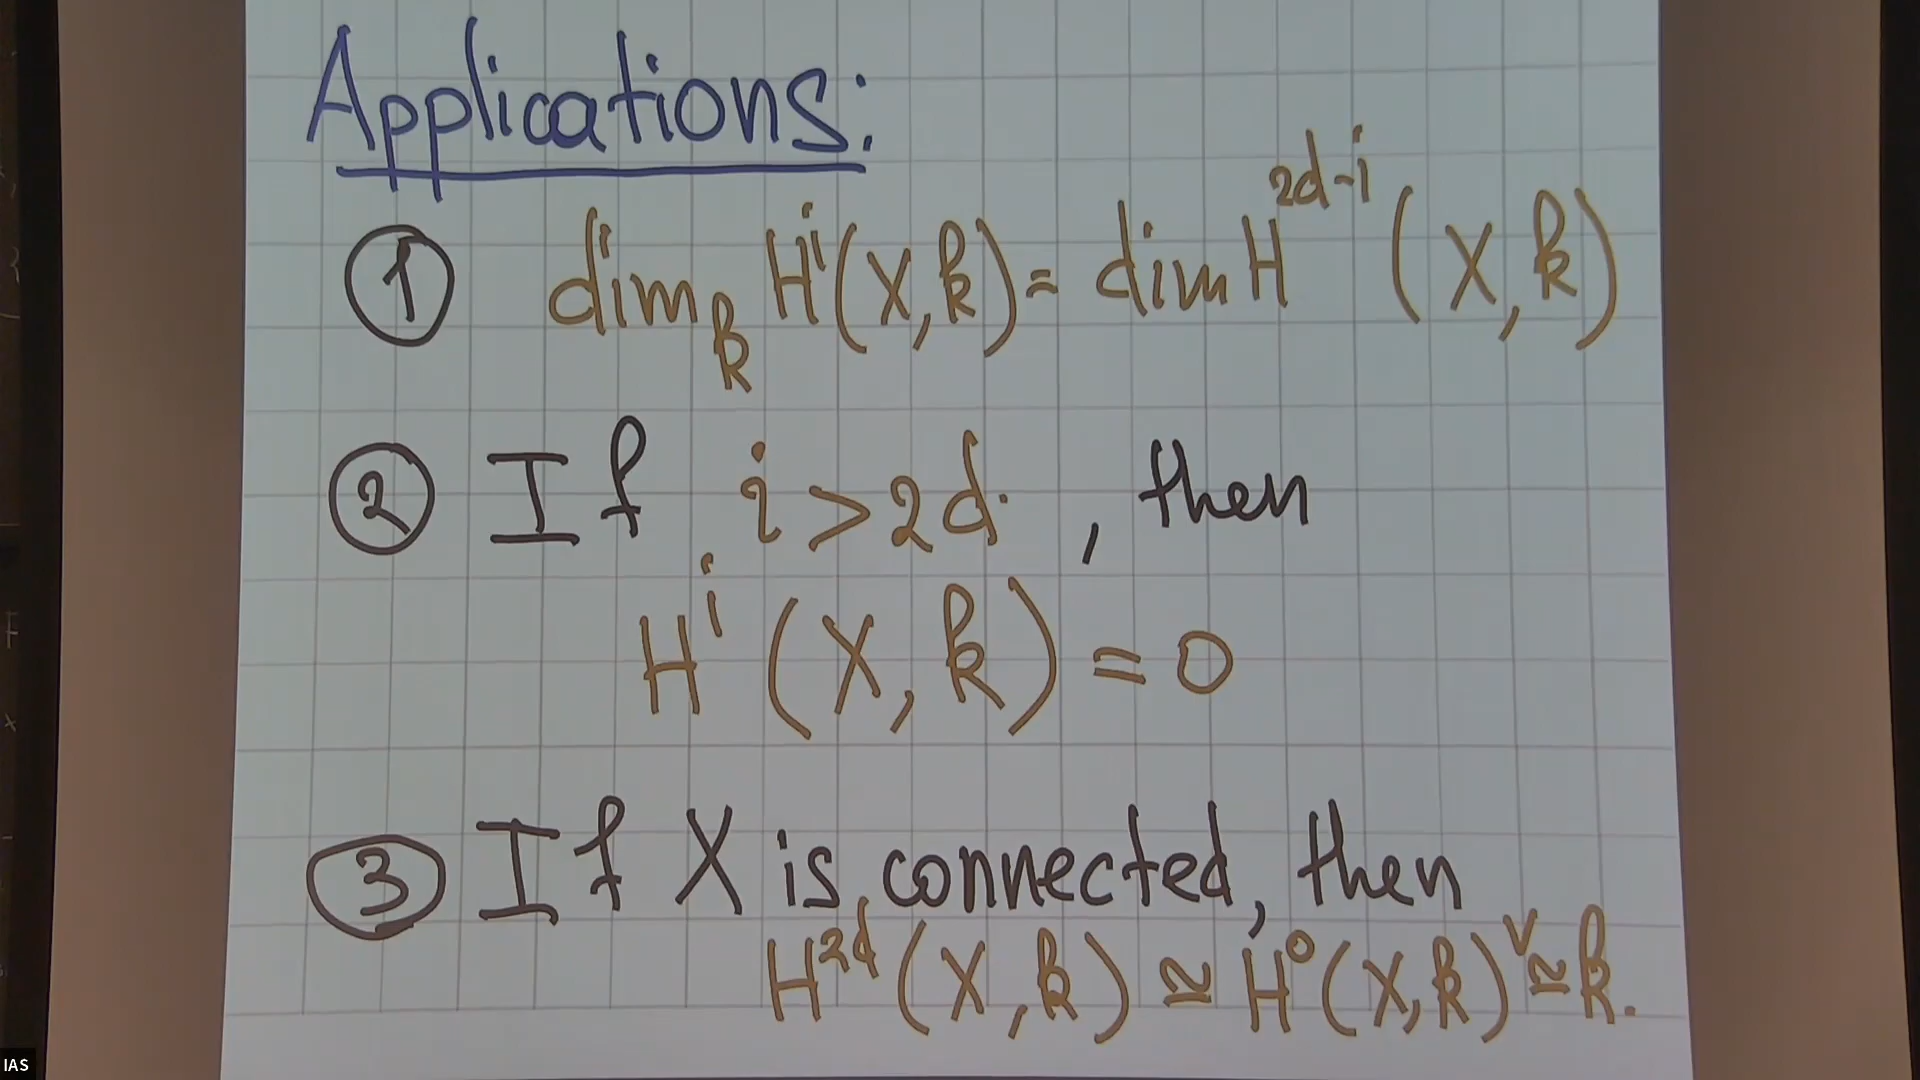 Applications:
① dim_k H^i(X,k) = dim H^{2d-i}(X,k)
② If i > 2d, then
H^i(X,k) = 0
③ If X is connected, then
H^{2d}(X,k) ≃ H^0(X,k)^∨ ≃ k.
IAS